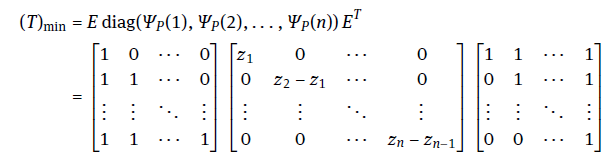 (T)min = E diag(ΨP(1), ΨP(2), . . . , ΨP(n)) E^T
= [1 0 ⋯ 0; 1 1 ⋯ 0; ⋮ ⋮ ⋱ ⋮; 1 1 ⋯ 1] [z1 0 ⋯ 0; 0 z2 − z1 ⋯ 0; ⋮ ⋮ ⋱ ⋮; 0 0 ⋯ zn − zn−1] [1 1 ⋯ 1; 0 1 ⋯ 1; ⋮ ⋮ ⋱ ⋮; 0 0 ⋯ 1]